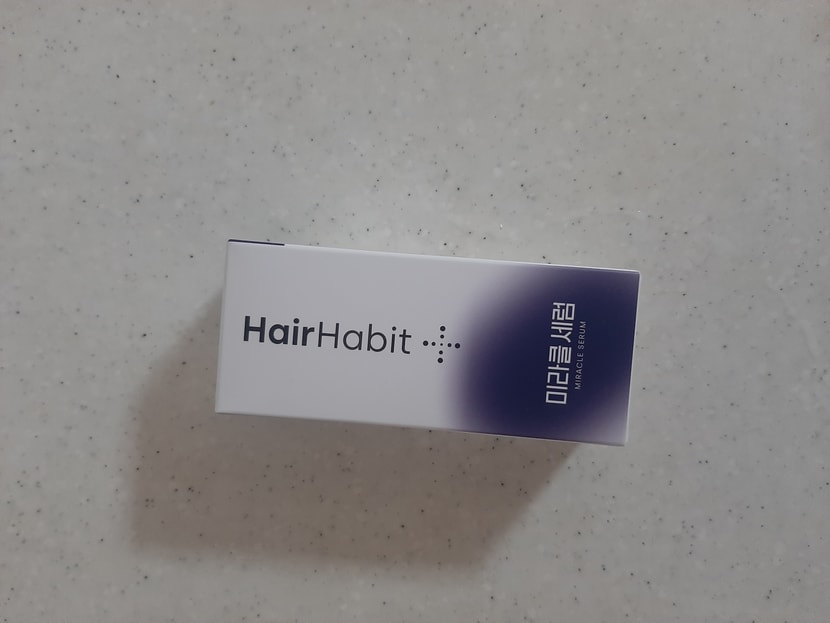 HairHabit
미라클 세럼
MIRACLE SERUM